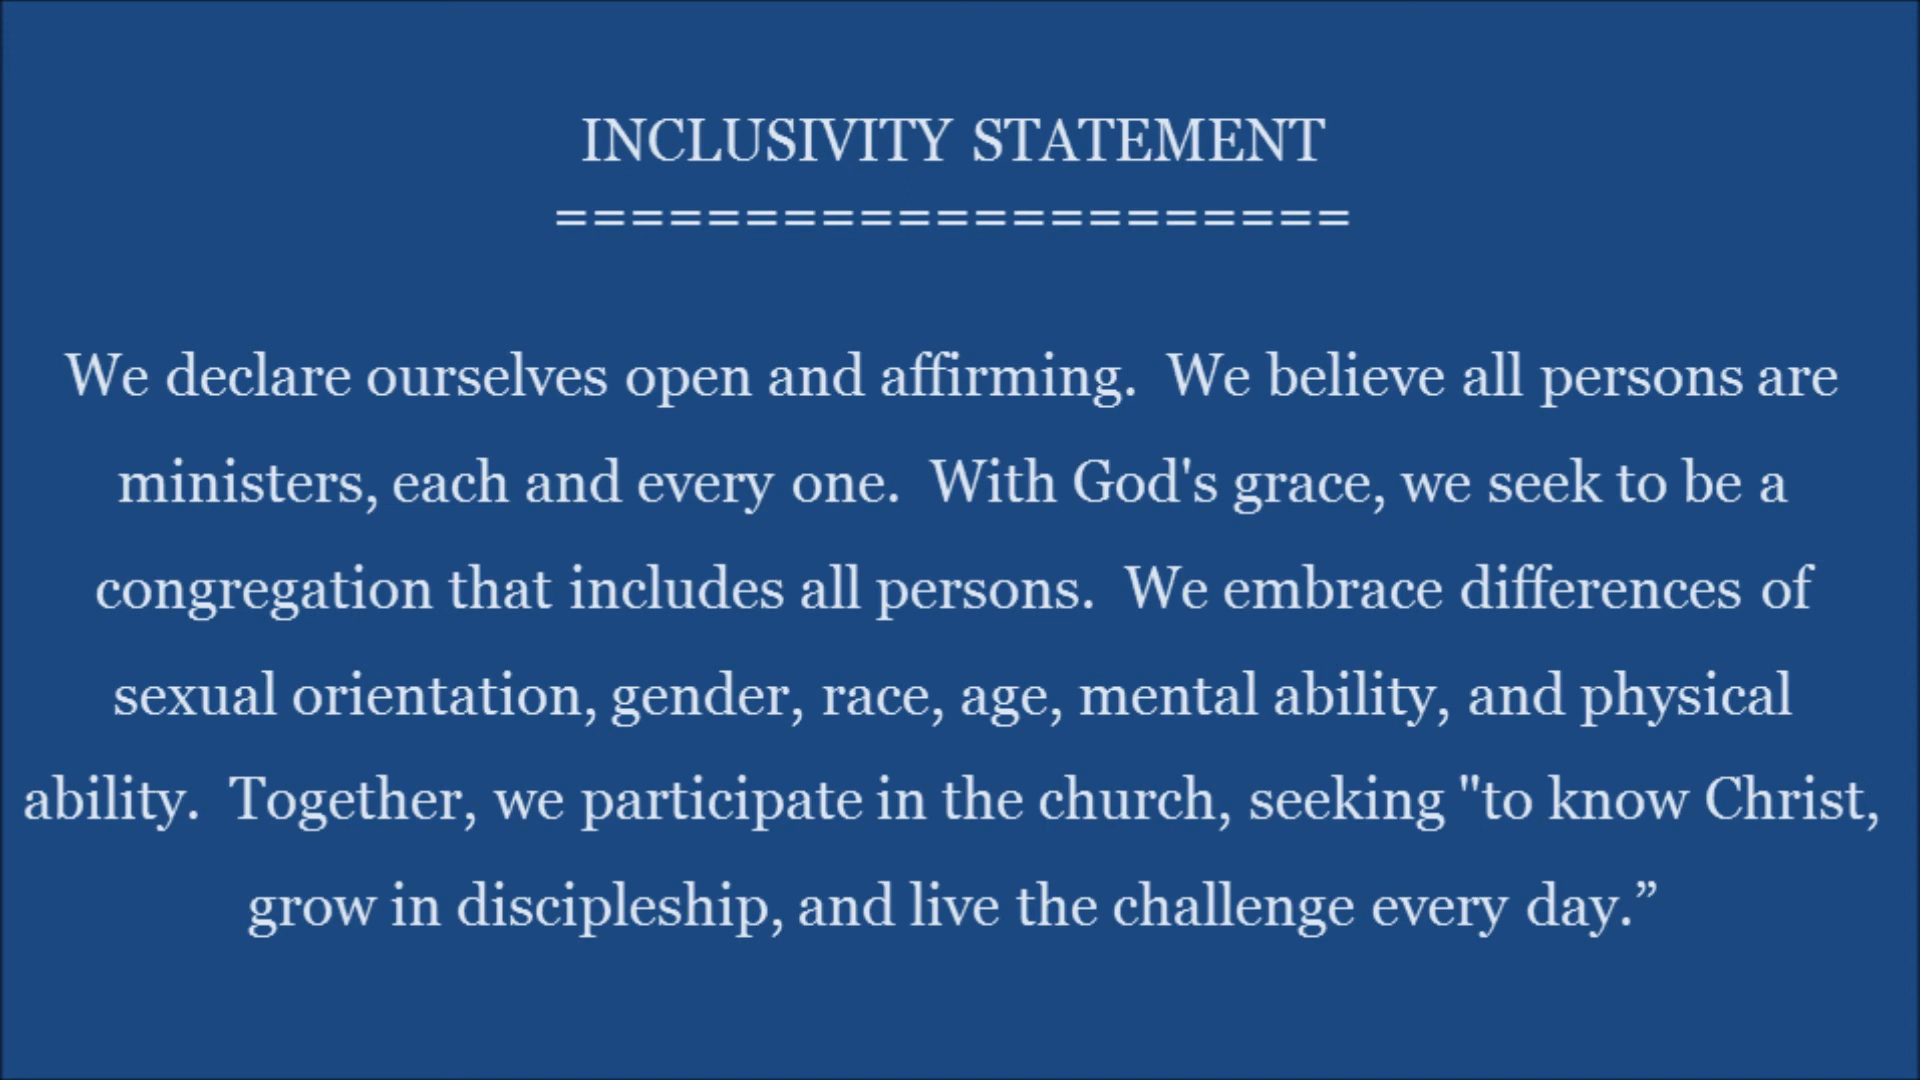 INCLUSIVITY STATEMENT
=====================
We declare ourselves open and affirming.  We believe all persons are
ministers, each and every one.  With God's grace, we seek to be a
congregation that includes all persons.  We embrace differences of
sexual orientation, gender, race, age, mental ability, and physical
ability.  Together, we participate in the church, seeking "to know Christ,
grow in discipleship, and live the challenge every day.”